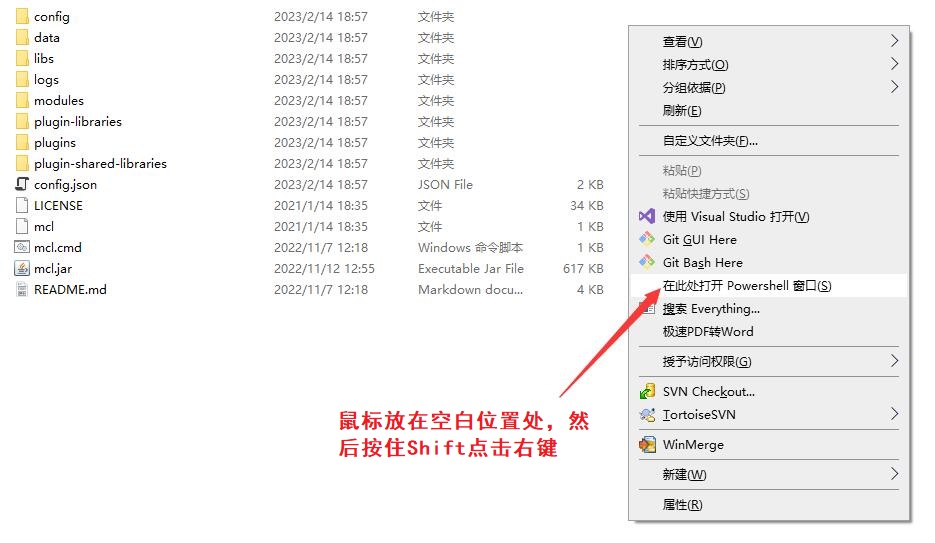 config 2023/2/14 18:57 文件夹
data 2023/2/14 18:57 文件夹
libs 2023/2/14 18:57 文件夹
logs 2023/2/14 18:57 文件夹
modules 2023/2/14 18:57 文件夹
plugin-libraries 2023/2/14 18:57 文件夹
plugins 2023/2/14 18:57 文件夹
plugin-shared-libraries 2023/2/14 18:57 文件夹
config.json 2023/2/14 18:57 JSON File 2 KB
LICENSE 2021/1/14 18:35 文件 34 KB
mcl 2021/1/14 18:35 文件 1 KB
mcl.cmd 2022/11/7 12:18 Windows 命令脚本 1 KB
mcl.jar 2022/11/12 12:55 Executable Jar File 617 KB
README.md 2022/11/7 12:18 Markdown docu... 4 KB
查看(V)
排序方式(O)
分组依据(P)
刷新(E)
自定义文件夹(F)...
粘贴(P)
粘贴快捷方式(S)
使用 Visual Studio 打开(V)
Git GUI Here
Git Bash Here
在此处打开 Powershell 窗口(S)
搜索 Everything...
极速PDF转Word
授予访问权限(G)
SVN Checkout...
TortoiseSVN
WinMerge
新建(W)
属性(R)
鼠标放在空白位置处，然
后按住Shift点击右键